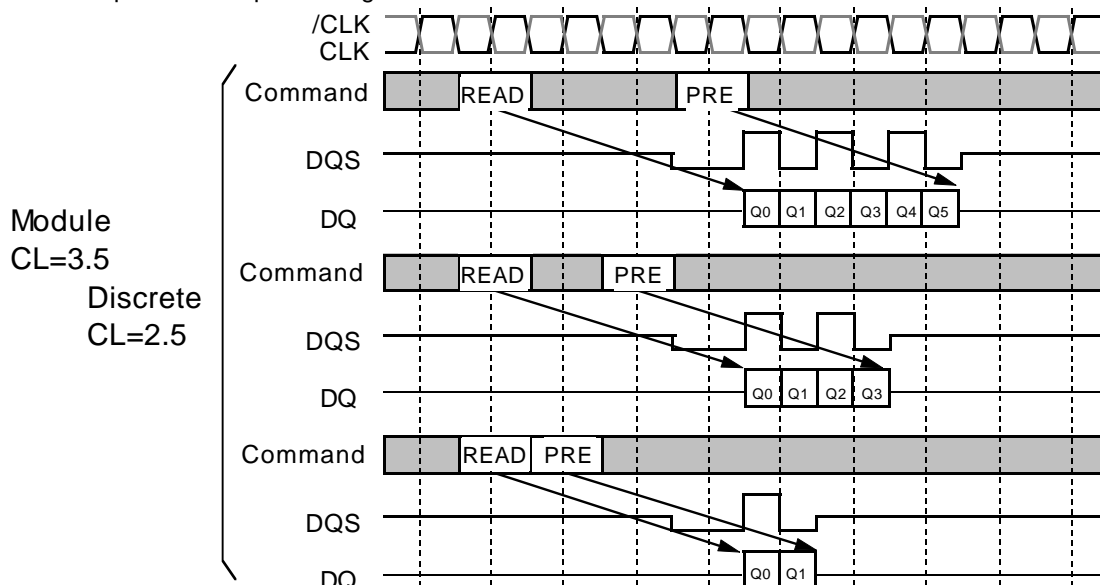 /CLK
CLK
Command READ PRE
DQS
DQ Q0 Q1 Q2 Q3 Q4 Q5
Module
CL=3.5
Discrete
CL=2.5
Command READ PRE
DQS
DQ Q0 Q1 Q2 Q3
Command READ PRE
DQS
DQ Q0 Q1